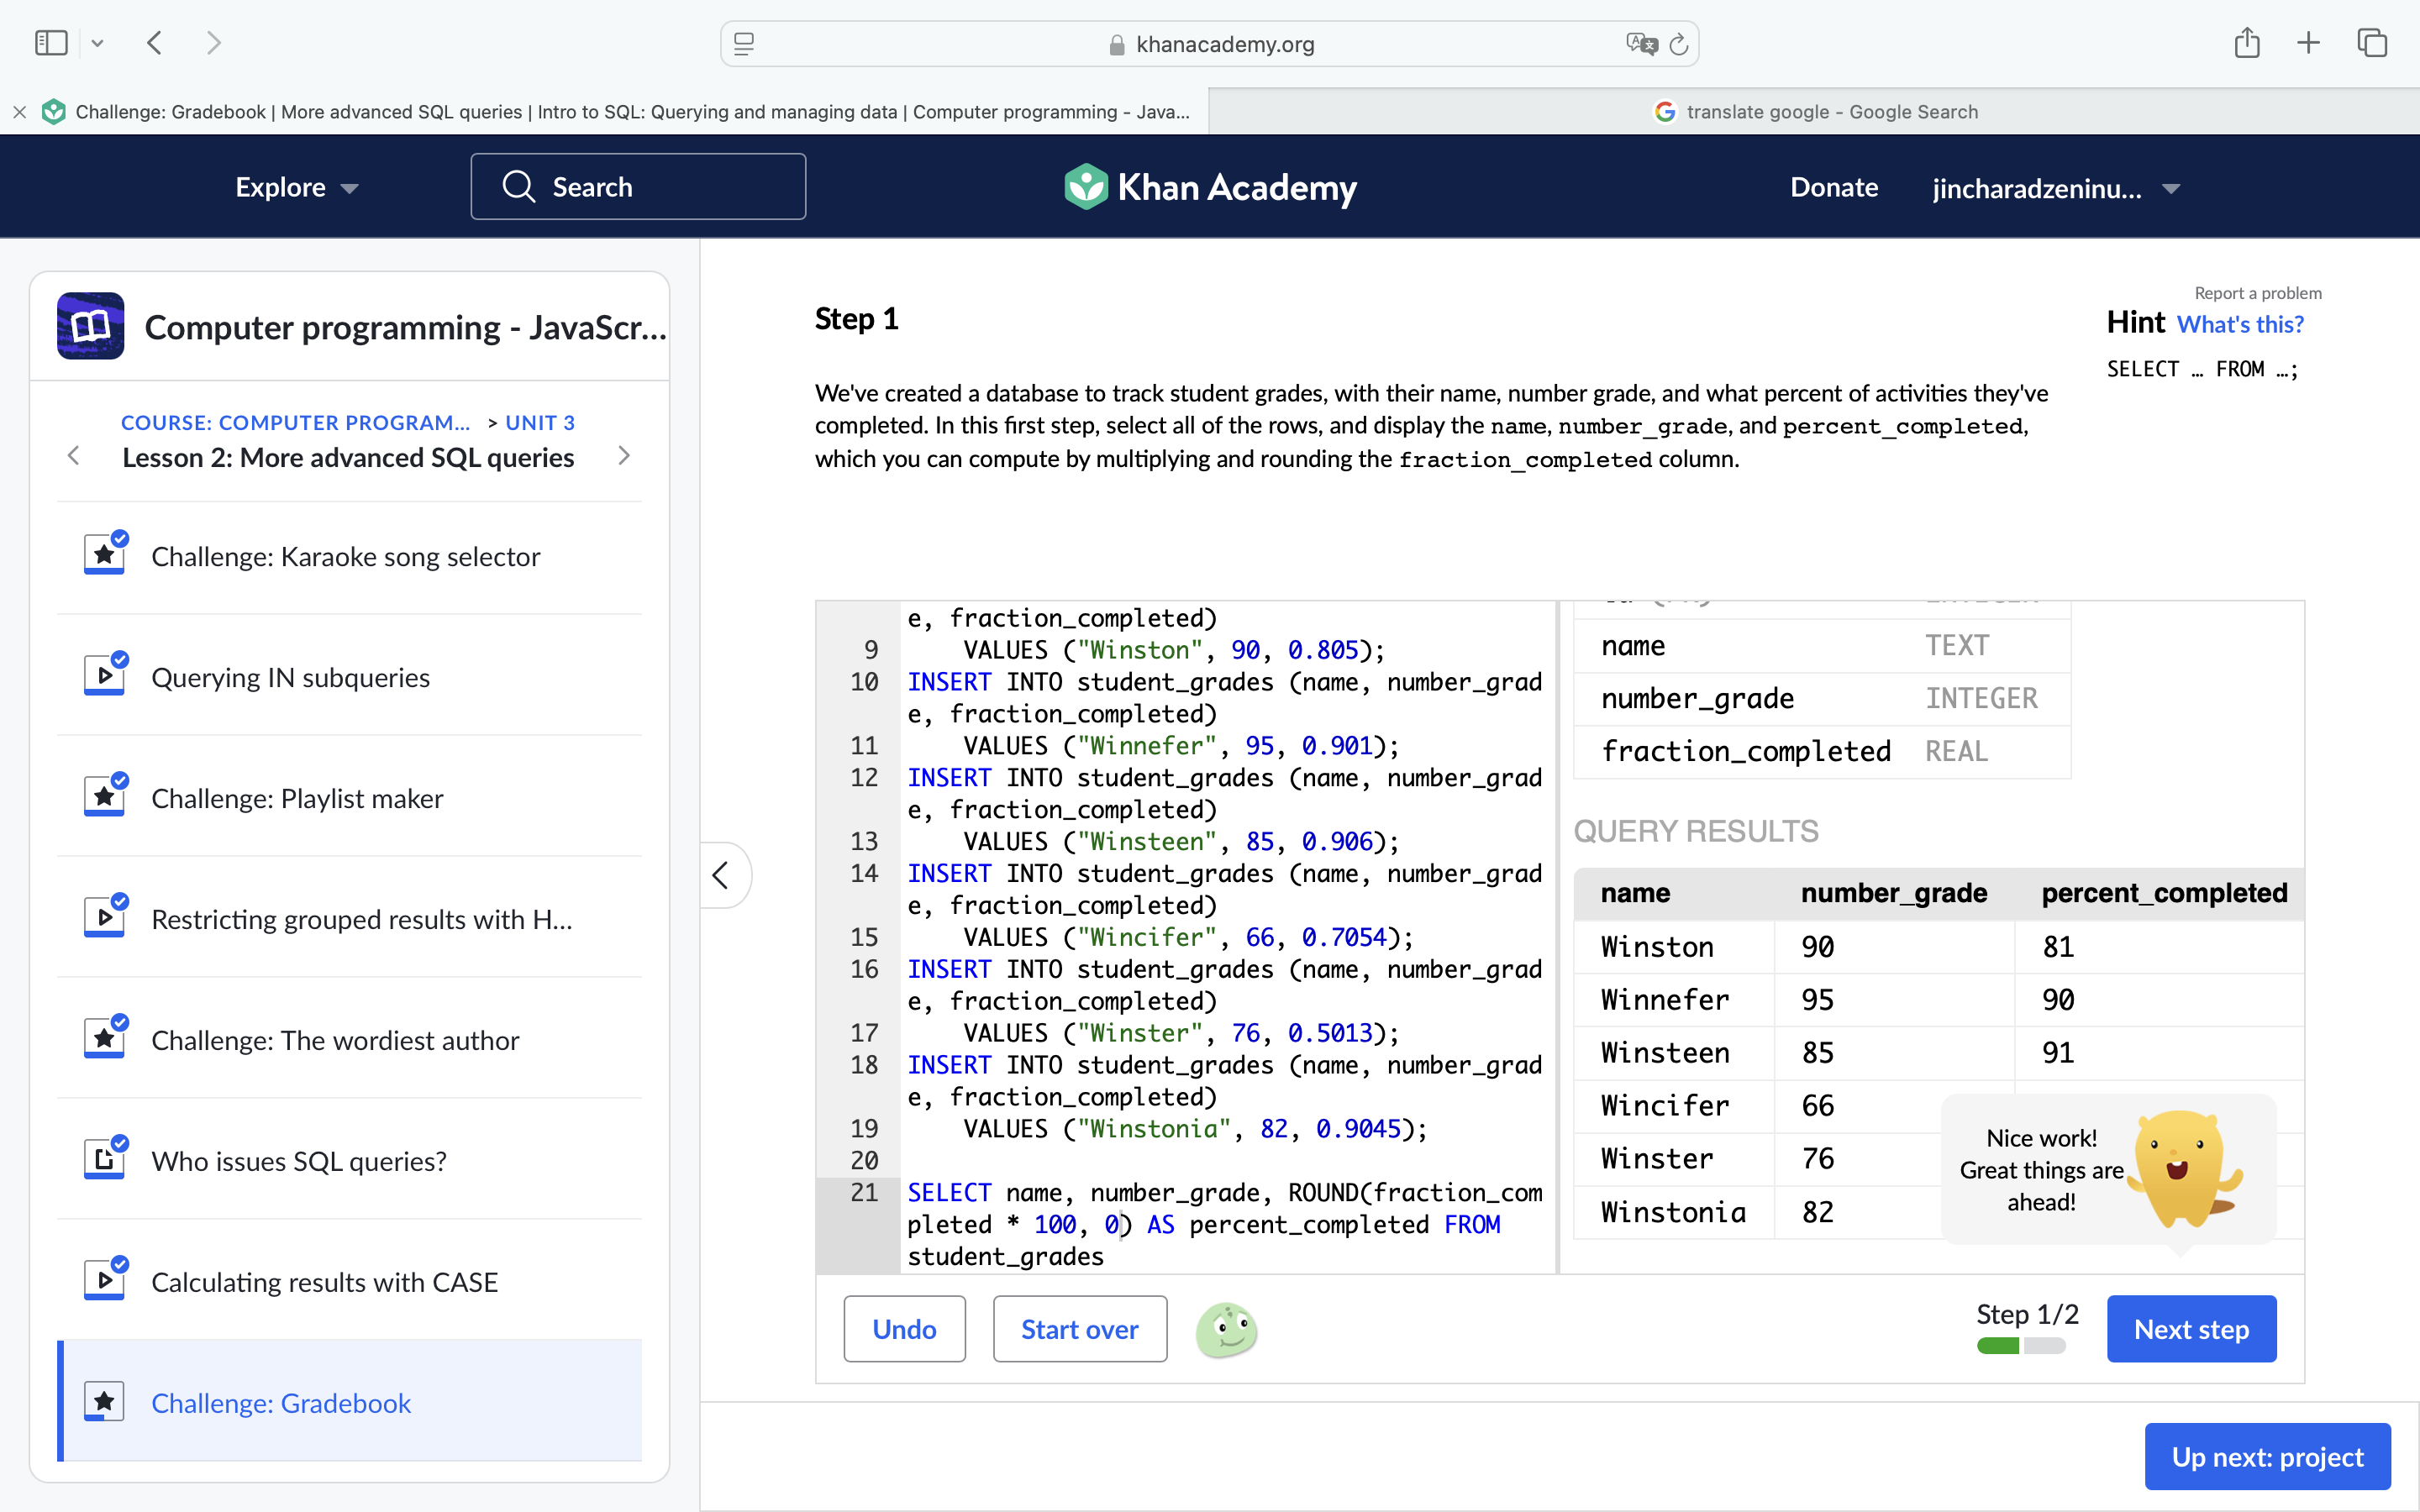 khanacademy.org
Challenge: Gradebook | More advanced SQL queries | Intro to SQL: Querying and managing data | Computer programming - Java...
translate google - Google Search
Explore
Search
Khan Academy
Donate
jincharadzeninu...
Computer programming - JavaScr...
COURSE: COMPUTER PROGRAM... > UNIT 3
Lesson 2: More advanced SQL queries
Challenge: Karaoke song selector
Querying IN subqueries
Challenge: Playlist maker
Restricting grouped results with H...
Challenge: The wordiest author
Who issues SQL queries?
Calculating results with CASE
Challenge: Gradebook
Step 1
We've created a database to track student grades, with their name, number grade, and what percent of activities they've
completed. In this first step, select all of the rows, and display the name, number_grade, and percent_completed,
which you can compute by multiplying and rounding the fraction_completed column.
Report a problem
Hint What's this?
SELECT … FROM …;
e, fraction_completed)
9 VALUES ("Winston", 90, 0.805);
10 INSERT INTO student_grades (name, number_grad
e, fraction_completed)
11 VALUES ("Winnefer", 95, 0.901);
12 INSERT INTO student_grades (name, number_grad
e, fraction_completed)
13 VALUES ("Winsteen", 85, 0.906);
14 INSERT INTO student_grades (name, number_grad
e, fraction_completed)
15 VALUES ("Wincifer", 66, 0.7054);
16 INSERT INTO student_grades (name, number_grad
e, fraction_completed)
17 VALUES ("Winster", 76, 0.5013);
18 INSERT INTO student_grades (name, number_grad
e, fraction_completed)
19 VALUES ("Winstonia", 82, 0.9045);
20
21 SELECT name, number_grade, ROUND(fraction_com
pleted * 100, 0) AS percent_completed FROM
student_grades
name TEXT
number_grade INTEGER
fraction_completed REAL
QUERY RESULTS
name number_grade percent_completed
Winston 90 81
Winnefer 95 90
Winsteen 85 91
Wincifer 66
Winster 76
Winstonia 82
Nice work!
Great things are
ahead!
Undo
Start over
Step 1/2
Next step
Up next: project